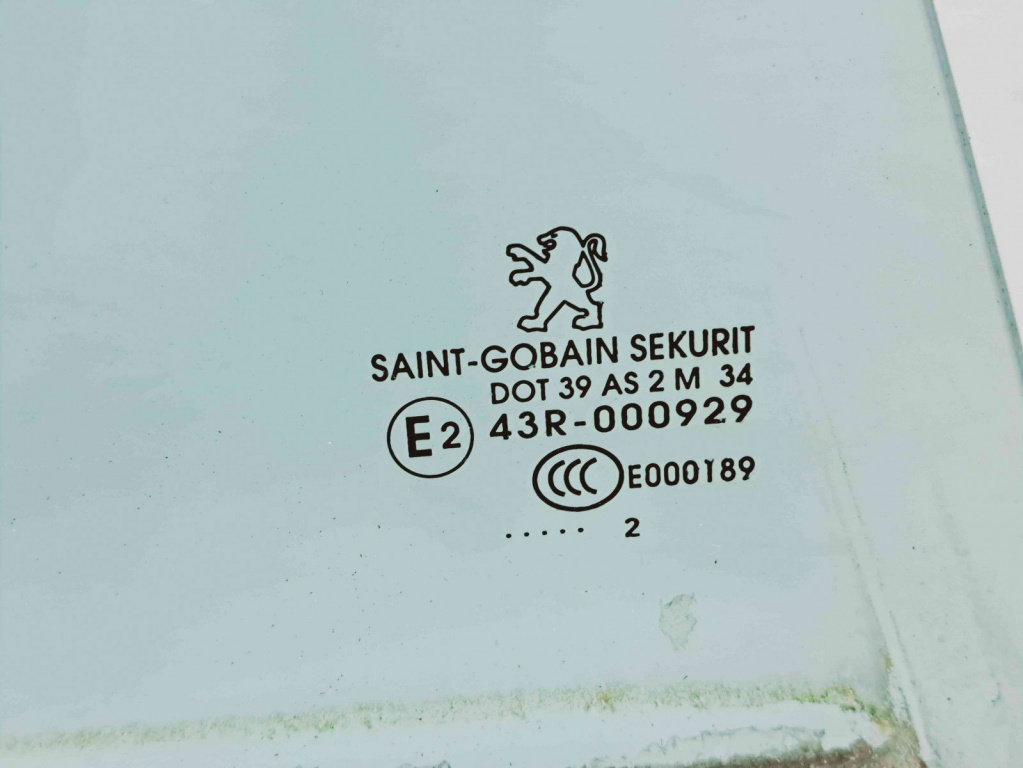 SAINT-GOBAIN SEKURIT
DOT 39 AS 2 M 34
E2 43R-000929
CCC E000189
..... 2